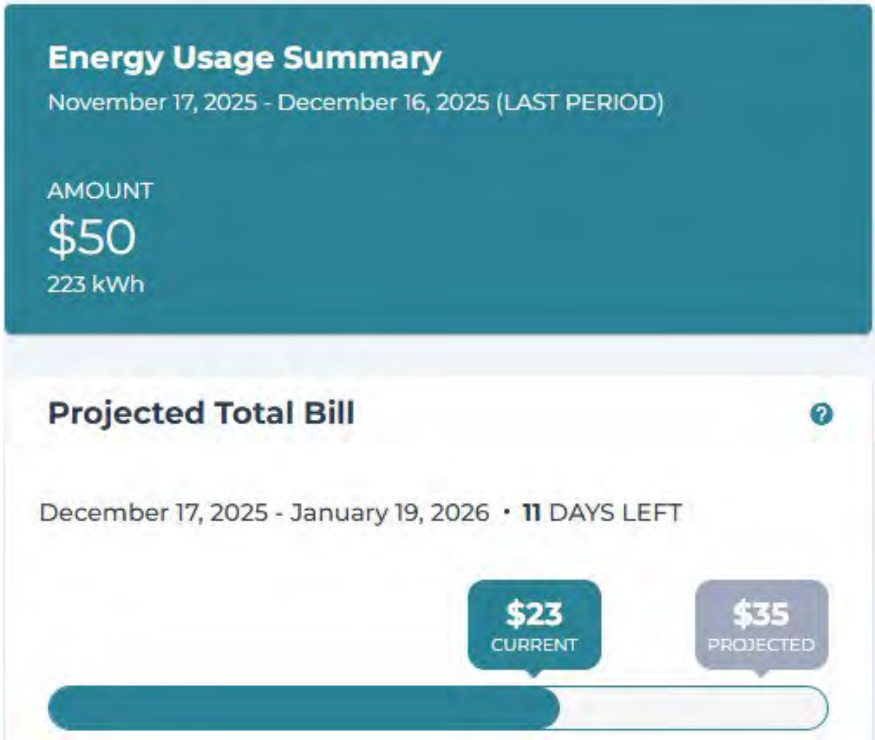 Energy Usage Summary
November 17, 2025 - December 16, 2025 (LAST PERIOD)
AMOUNT
$50
223 kWh
Projected Total Bill
?
December 17, 2025 - January 19, 2026 • 11 DAYS LEFT
$23
CURRENT
$35
PROJECTED